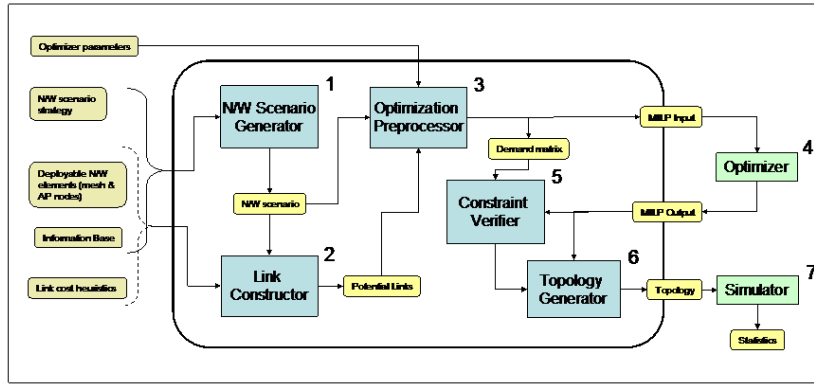 Optimizer parameters
1
3
N/W scenario
strategy
N/W Scenario
Generator
Optimization
Preprocessor
MILP Input
Demand matrix
4
Optimizer
Deployable N/W
elements (mesh &
AP nodes)
N/W scenario
5
Constraint
Verifier
MILP Output
Information Base
2
Link
Constructor
Potential Links
6
Topology
Generator
Topology
7
Simulator
Link cost heuristics
Statistics